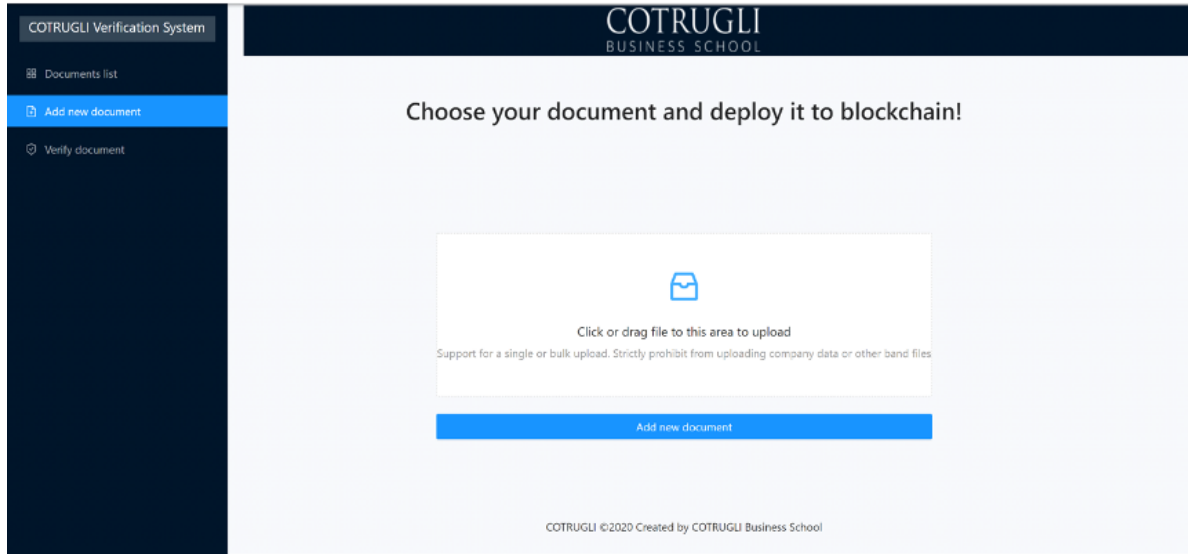 COTRUGLI Verification System
Documents list
Add new document
Verify document
COTRUGLI
BUSINESS SCHOOL
Choose your document and deploy it to blockchain!
Click or drag file to this area to upload
Support for a single or bulk upload. Strictly prohibit from uploading company data or other band files
Add new document
COTRUGLI ©2020 Created by COTRUGLI Business School